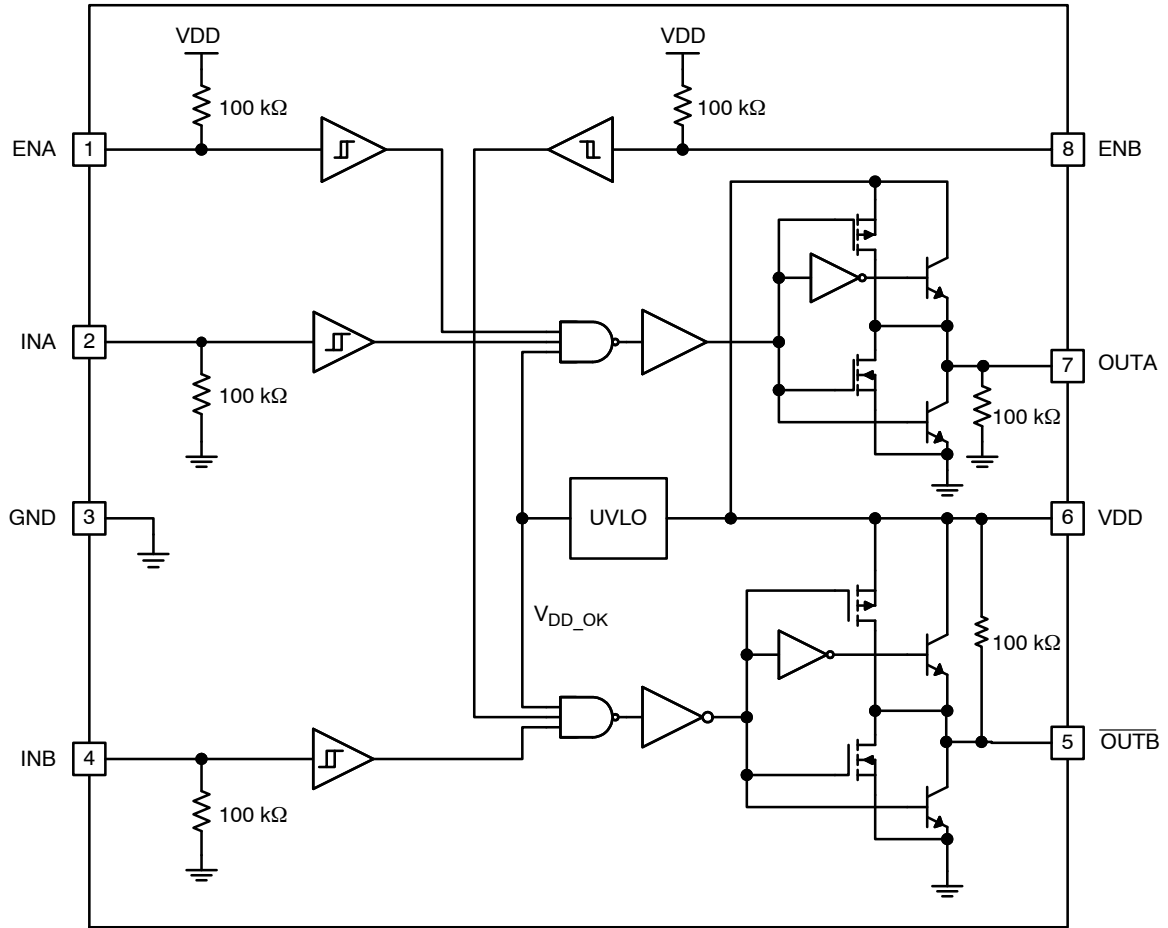 VDD
VDD
100 kΩ
100 kΩ
ENA
1
8
ENB
INA
2
7
OUTA
100 kΩ
100 kΩ
GND
3
UVLO
6
VDD
VDD_OK
100 kΩ
INB
4
5
OUTB
100 kΩ